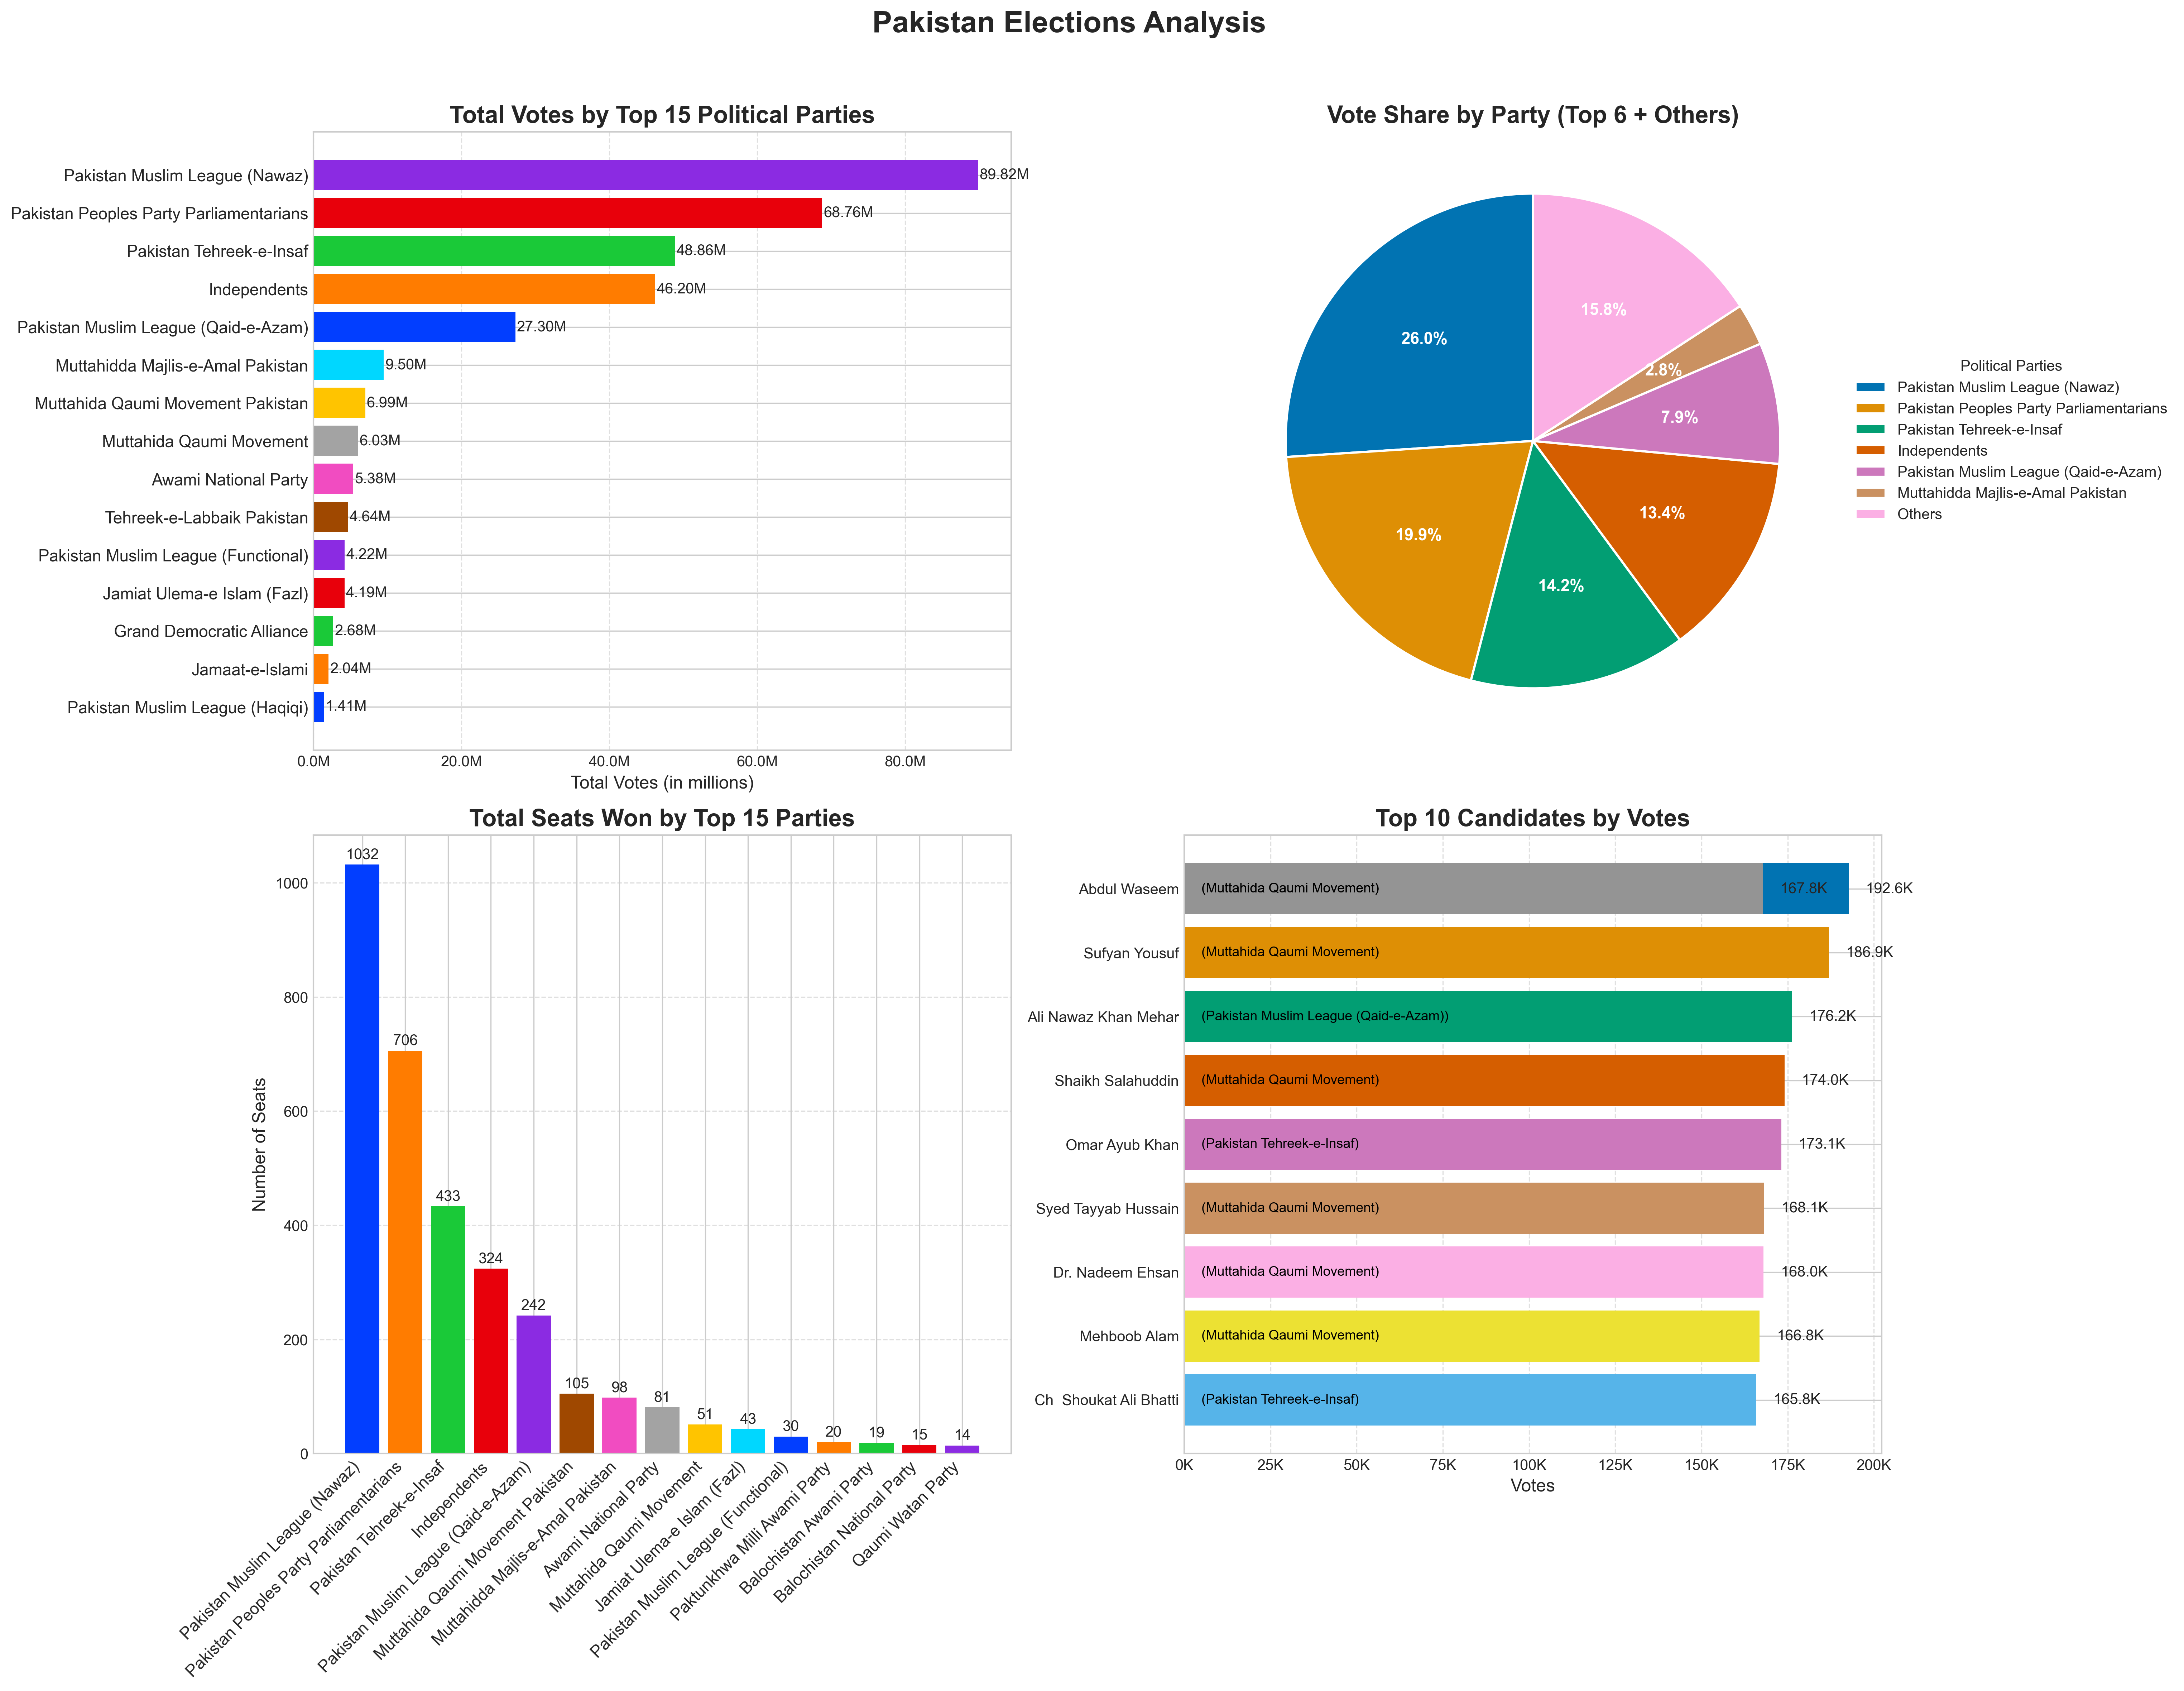 Pakistan Elections Analysis
Total Votes by Top 15 Political Parties
Pakistan Muslim League (Nawaz) 89.82M
Pakistan Peoples Party Parliamentarians 68.76M
Pakistan Tehreek-e-Insaf 48.86M
Independents 46.20M
Pakistan Muslim League (Qaid-e-Azam) 27.30M
Muttahidda Majlis-e-Amal Pakistan 9.50M
Muttahida Qaumi Movement Pakistan 6.99M
Muttahida Qaumi Movement 6.03M
Awami National Party 5.38M
Tehreek-e-Labbaik Pakistan 4.64M
Pakistan Muslim League (Functional) 4.22M
Jamiat Ulema-e Islam (Fazl) 4.19M
Grand Democratic Alliance 2.68M
Jamaat-e-Islami 2.04M
Pakistan Muslim League (Haqiqi) 1.41M
0.0M 20.0M 40.0M 60.0M 80.0M
Total Votes (in millions)
Vote Share by Party (Top 6 + Others)
15.8%
26.0%
2.8%
7.9%
13.4%
19.9%
14.2%
Political Parties
Pakistan Muslim League (Nawaz)
Pakistan Peoples Party Parliamentarians
Pakistan Tehreek-e-Insaf
Independents
Pakistan Muslim League (Qaid-e-Azam)
Muttahidda Majlis-e-Amal Pakistan
Others
Total Seats Won by Top 15 Parties
Number of Seats
1000
800
600
400
200
0
1032
706
433
324
242
105
98
81
51
43
30
20
19
15
14
Pakistan Muslim League (Nawaz)
Pakistan Peoples Party Parliamentarians
Pakistan Tehreek-e-Insaf
Independents
Pakistan Muslim League (Qaid-e-Azam)
Muttahida Qaumi Movement Pakistan
Muttahidda Majlis-e-Amal Pakistan
Awami National Party
Muttahida Qaumi Movement
Jamiat Ulema-e Islam (Fazl)
Pakistan Muslim League (Functional)
Paktunkhwa Milli Awami Party
Balochistan Awami Party
Balochistan National Party
Qaumi Watan Party
Top 10 Candidates by Votes
Abdul Waseem (Muttahida Qaumi Movement) 167.8K 192.6K
Sufyan Yousuf (Muttahida Qaumi Movement) 186.9K
Ali Nawaz Khan Mehar (Pakistan Muslim League (Qaid-e-Azam)) 176.2K
Shaikh Salahuddin (Muttahida Qaumi Movement) 174.0K
Omar Ayub Khan (Pakistan Tehreek-e-Insaf) 173.1K
Syed Tayyab Hussain (Muttahida Qaumi Movement) 168.1K
Dr. Nadeem Ehsan (Muttahida Qaumi Movement) 168.0K
Mehboob Alam (Muttahida Qaumi Movement) 166.8K
Ch  Shoukat Ali Bhatti (Pakistan Tehreek-e-Insaf) 165.8K
0K 25K 50K 75K 100K 125K 150K 175K 200K
Votes